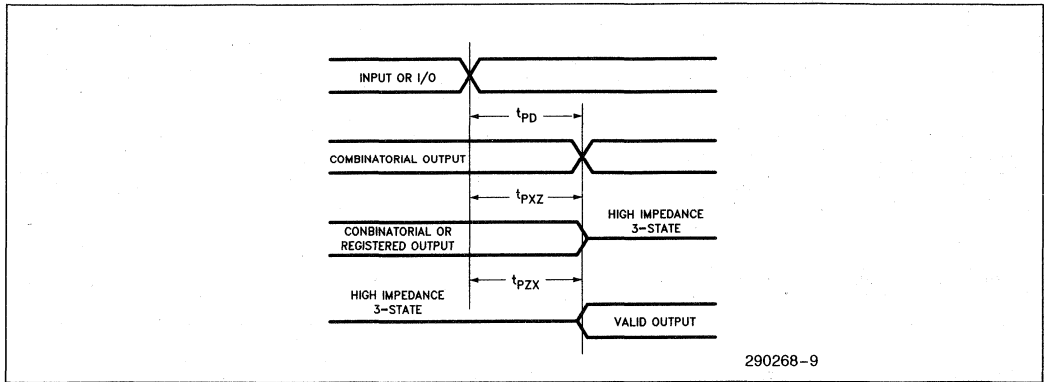 INPUT OR I/O
tPD
COMBINATORIAL OUTPUT
tPXZ
HIGH IMPEDANCE
3-STATE
CONBINATORIAL OR
REGISTERED OUTPUT
tPZX
HIGH IMPEDANCE
3-STATE
VALID OUTPUT
290268-9